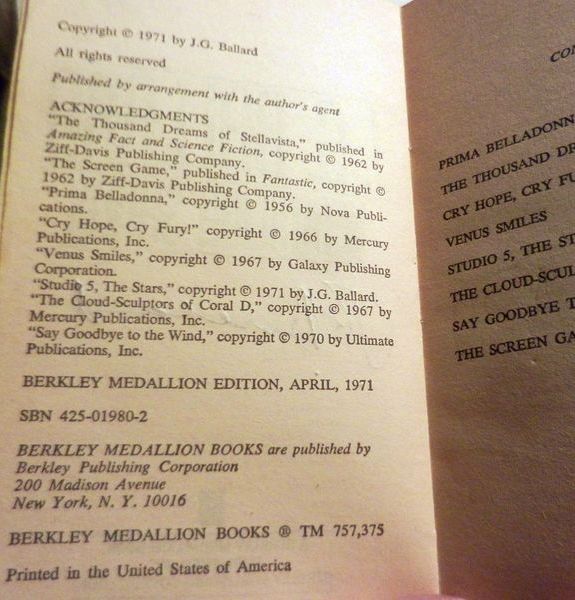 Copyright © 1971 by J.G. Ballard
All rights reserved
Published by arrangement with the author's agent
ACKNOWLEDGMENTS
"The Thousand Dreams of Stellavista," published in
Amazing Fact and Science Fiction, copyright © 1962 by
Ziff-Davis Publishing Company.
"The Screen Game," published in Fantastic, copyright ©
1962 by Ziff-Davis Publishing Company.
"Prima Belladonna," copyright © 1956 by Nova Publi-
cations.
"Cry Hope, Cry Fury!" copyright © 1966 by Mercury
Publications, Inc.
"Venus Smiles," copyright © 1967 by Galaxy Publishing
Corporation.
"Studio 5, The Stars," copyright © 1971 by J.G. Ballard.
"The Cloud-Sculptors of Coral D," copyright © 1967 by
Mercury Publications, Inc.
"Say Goodbye to the Wind," copyright © 1970 by Ultimate
Publications, Inc.
BERKLEY MEDALLION EDITION, APRIL, 1971
SBN 425-01980-2
BERKLEY MEDALLION BOOKS are published by
Berkley Publishing Corporation
200 Madison Avenue
New York, N. Y. 10016
BERKLEY MEDALLION BOOKS ® TM 757,375
Printed in the United States of America
PRIMA BELLADONN
THE THOUSAND
CRY HOPE, CRY
VENUS SMILES
STUDIO 5, THE
THE CLOUD-SCUL
SAY GOODBYE
THE SCREEN